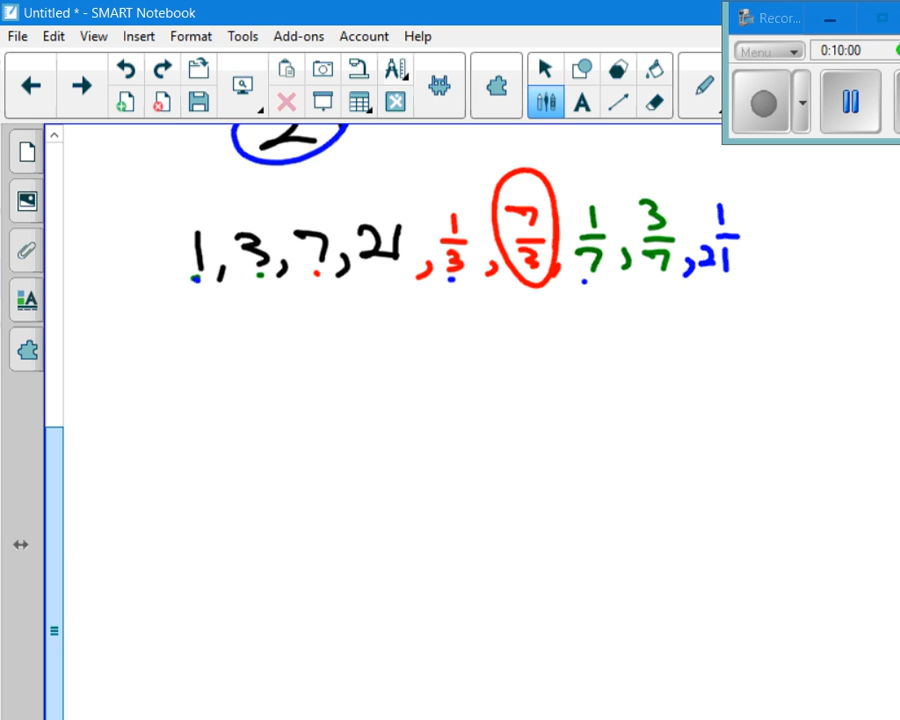 Untitled * - SMART Notebook
Recor...
File Edit View Insert Format Tools Add-ons Account Help
Menu 0:10:00
2
1, 3, 7, 21, 1/3, 7/3, 1/7, 3/7, 1/21